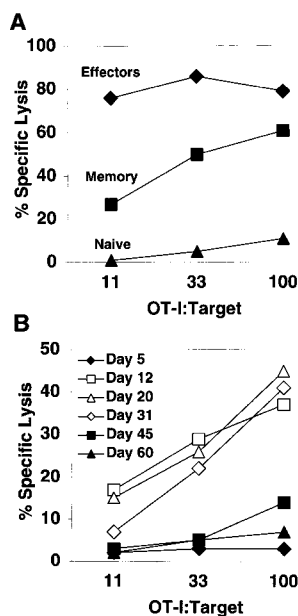 A
100
80
60
40
20
0
% Specific Lysis
Effectors
Memory
Naive
11 33 100
OT-I:Target
B
50
40
30
20
10
0
% Specific Lysis
Day 5
Day 12
Day 20
Day 31
Day 45
Day 60
11 33 100
OT-I:Target